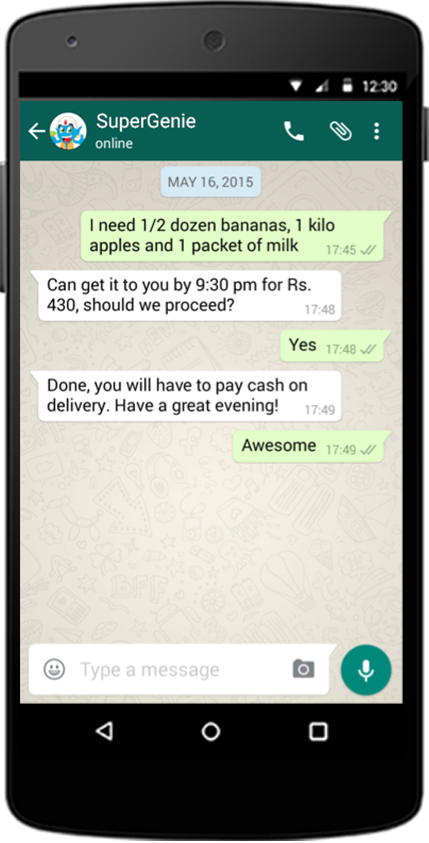 12:30
SuperGenie
online
MAY 16, 2015
I need 1/2 dozen bananas, 1 kilo
apples and 1 packet of milk 17:45
Can get it to you by 9:30 pm for Rs.
430, should we proceed? 17:48
Yes 17:48
Done, you will have to pay cash on
delivery. Have a great evening! 17:49
Awesome 17:49
Type a message